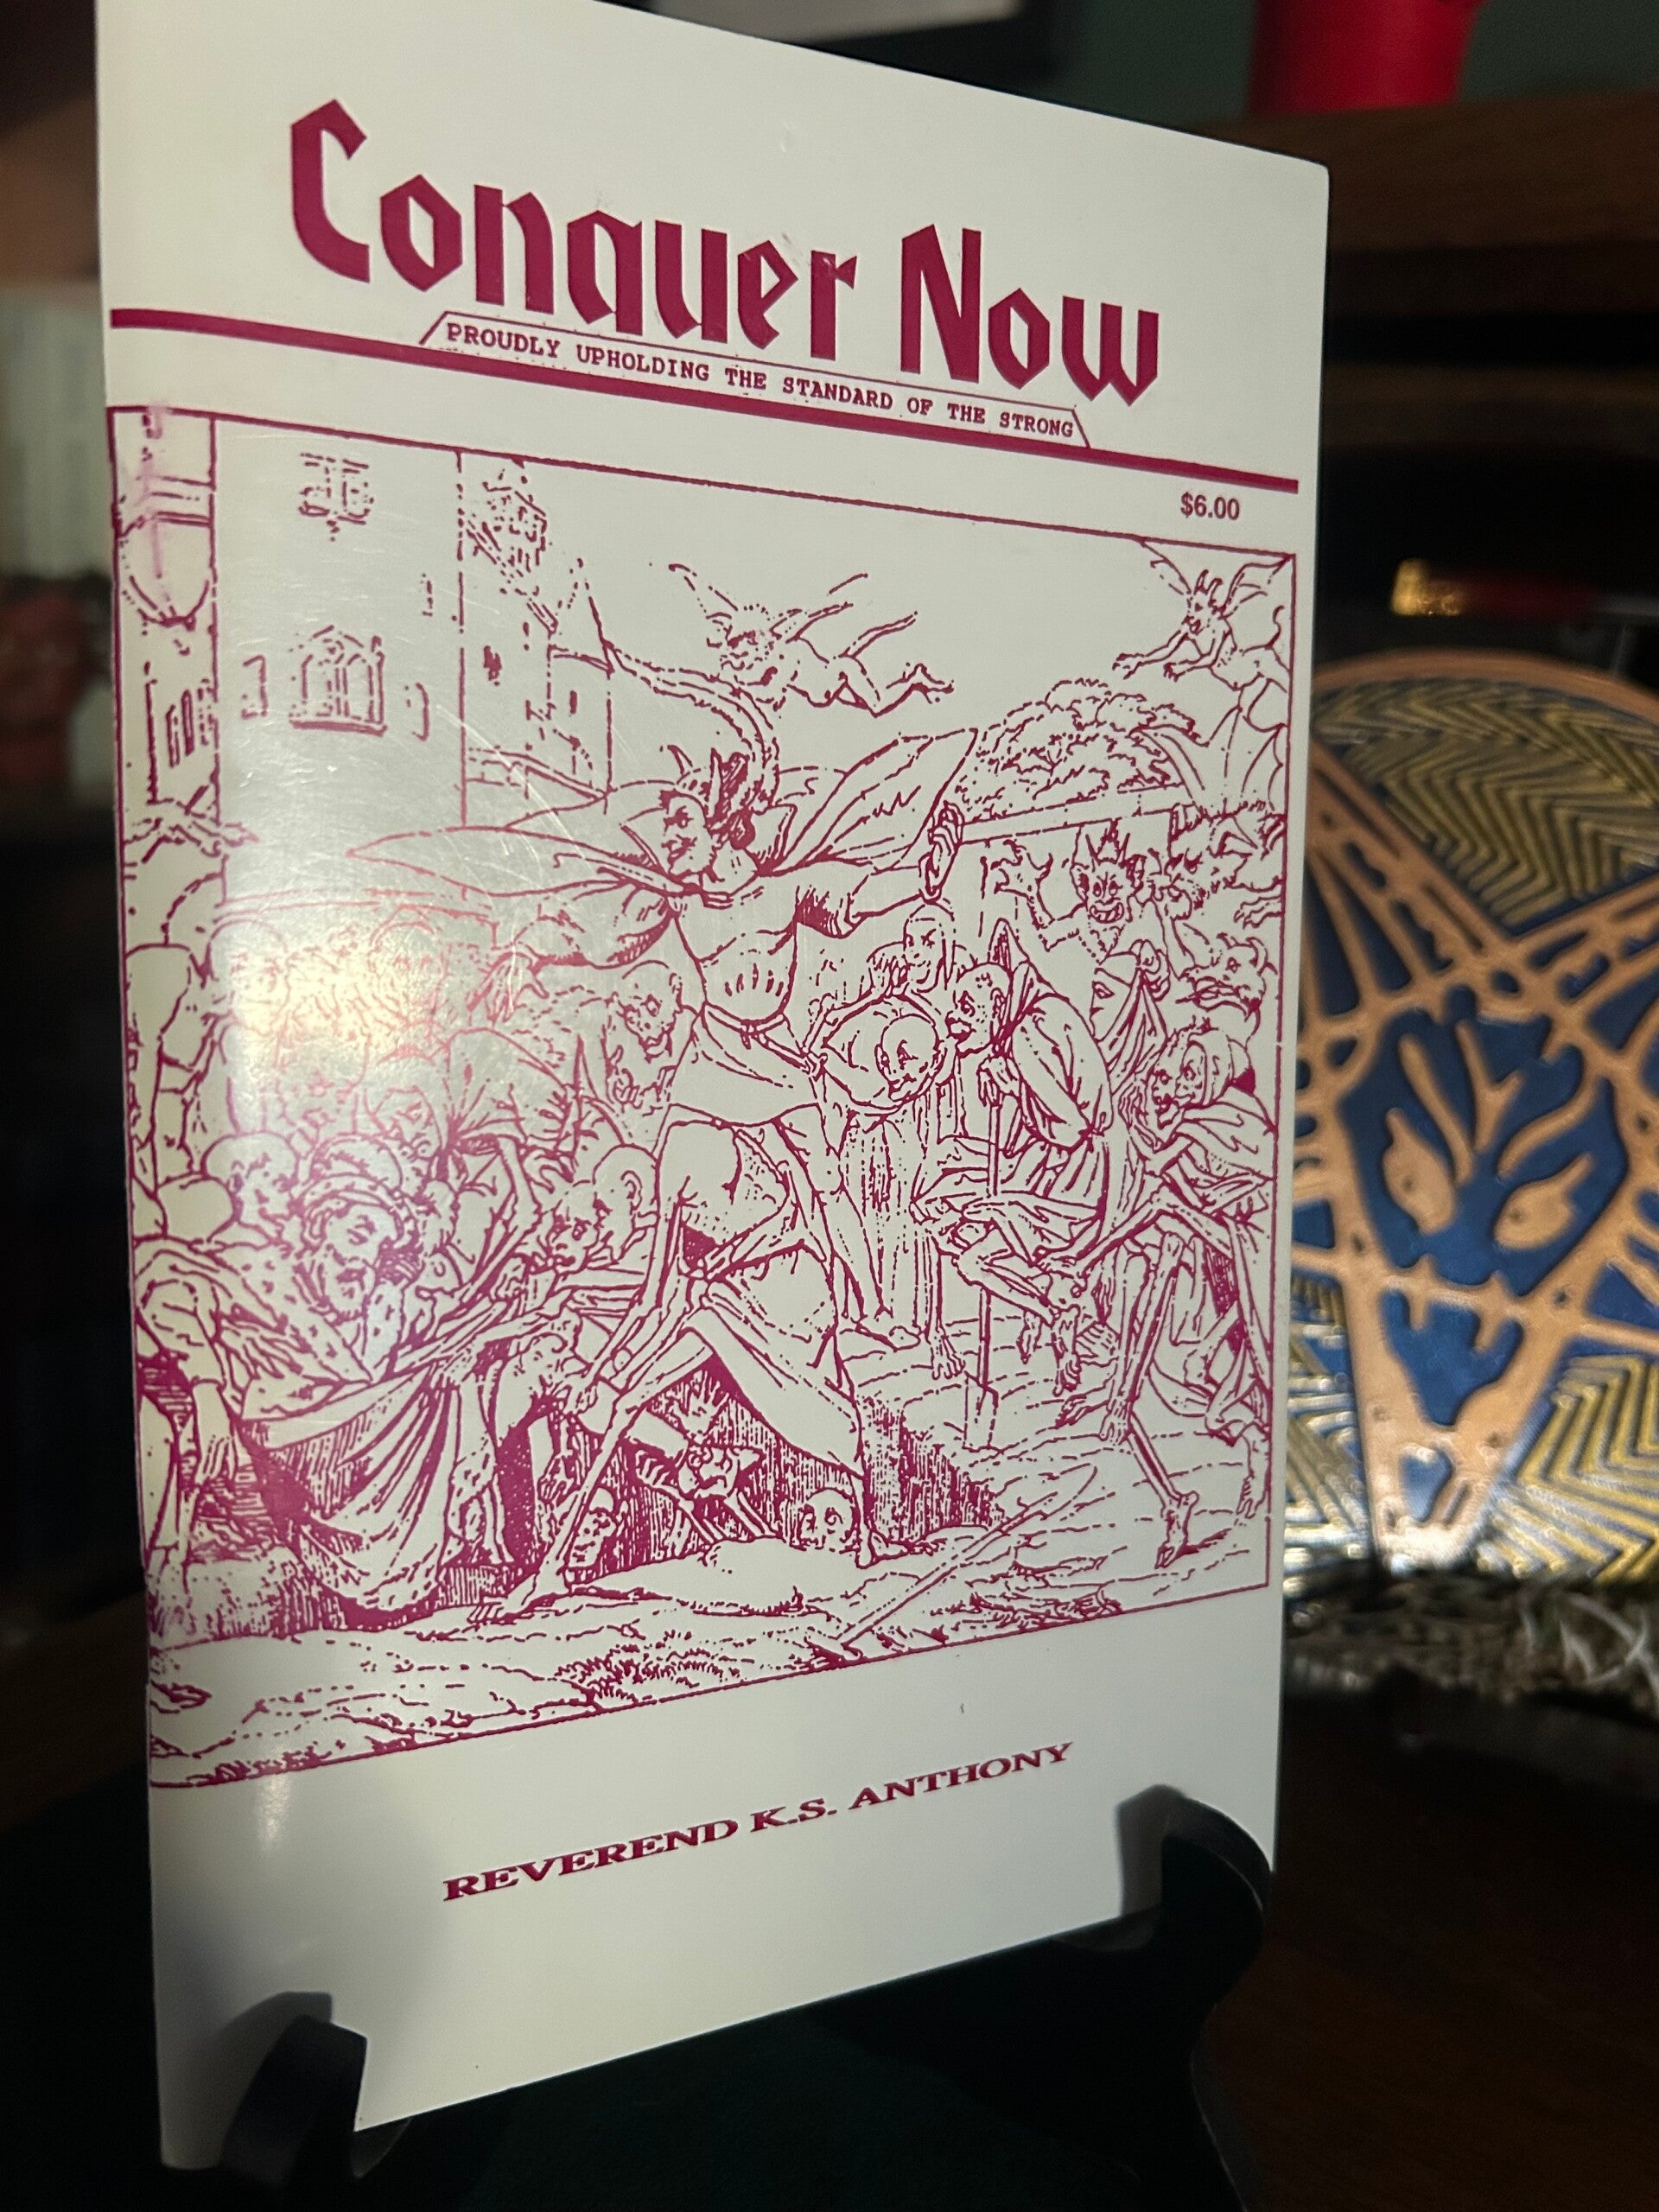 Conquer Now
PROUDLY UPHOLDING THE STANDARD OF THE STRONG
$6.00
REVEREND K.S. ANTHONY